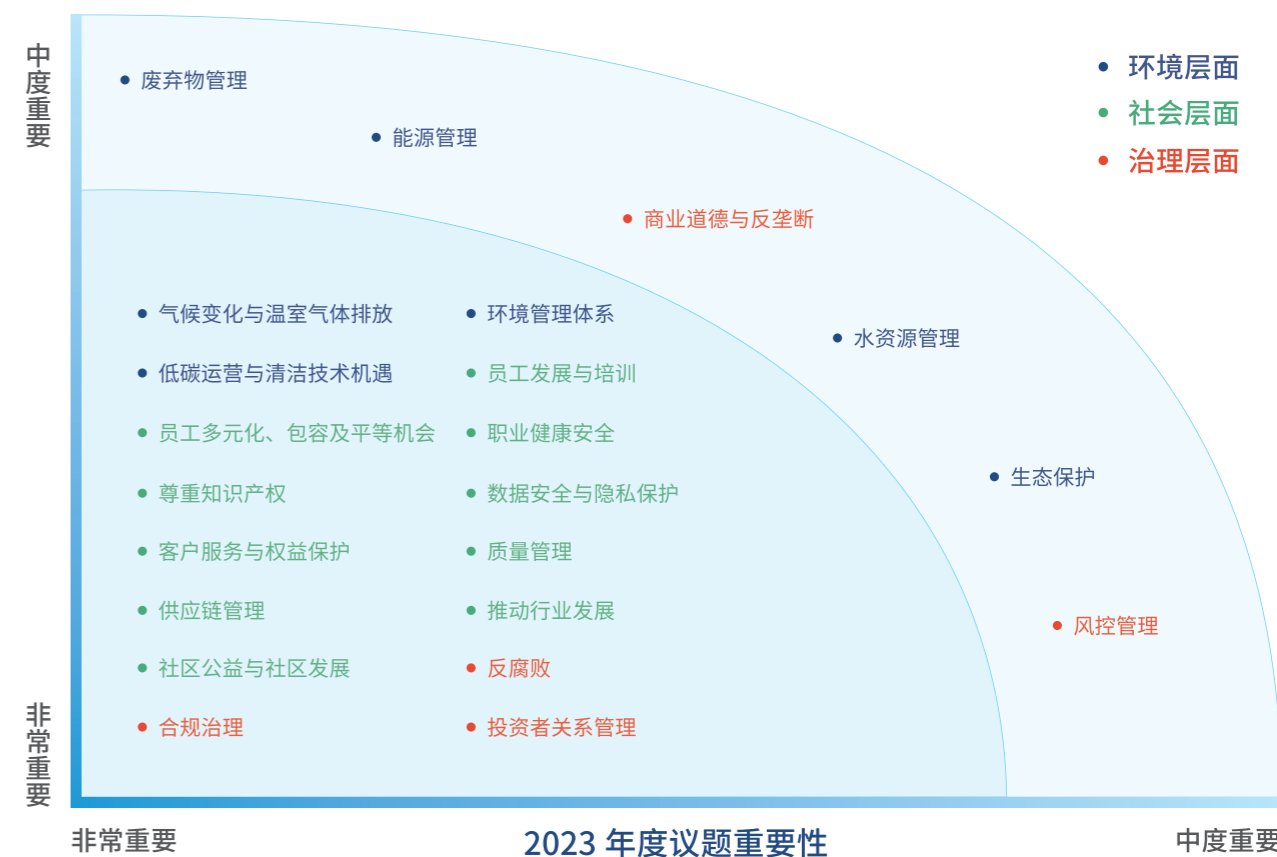 中度重要
废弃物管理
能源管理
商业道德与反垄断
水资源管理
生态保护
风控管理
环境层面
社会层面
治理层面
气候变化与温室气体排放
环境管理体系
低碳运营与清洁技术机遇
员工发展与培训
员工多元化、包容及平等机会
职业健康安全
尊重知识产权
数据安全与隐私保护
客户服务与权益保护
质量管理
供应链管理
推动行业发展
社区公益与社区发展
反腐败
合规治理
投资者关系管理
非常重要
非常重要
2023 年度议题重要性
中度重要